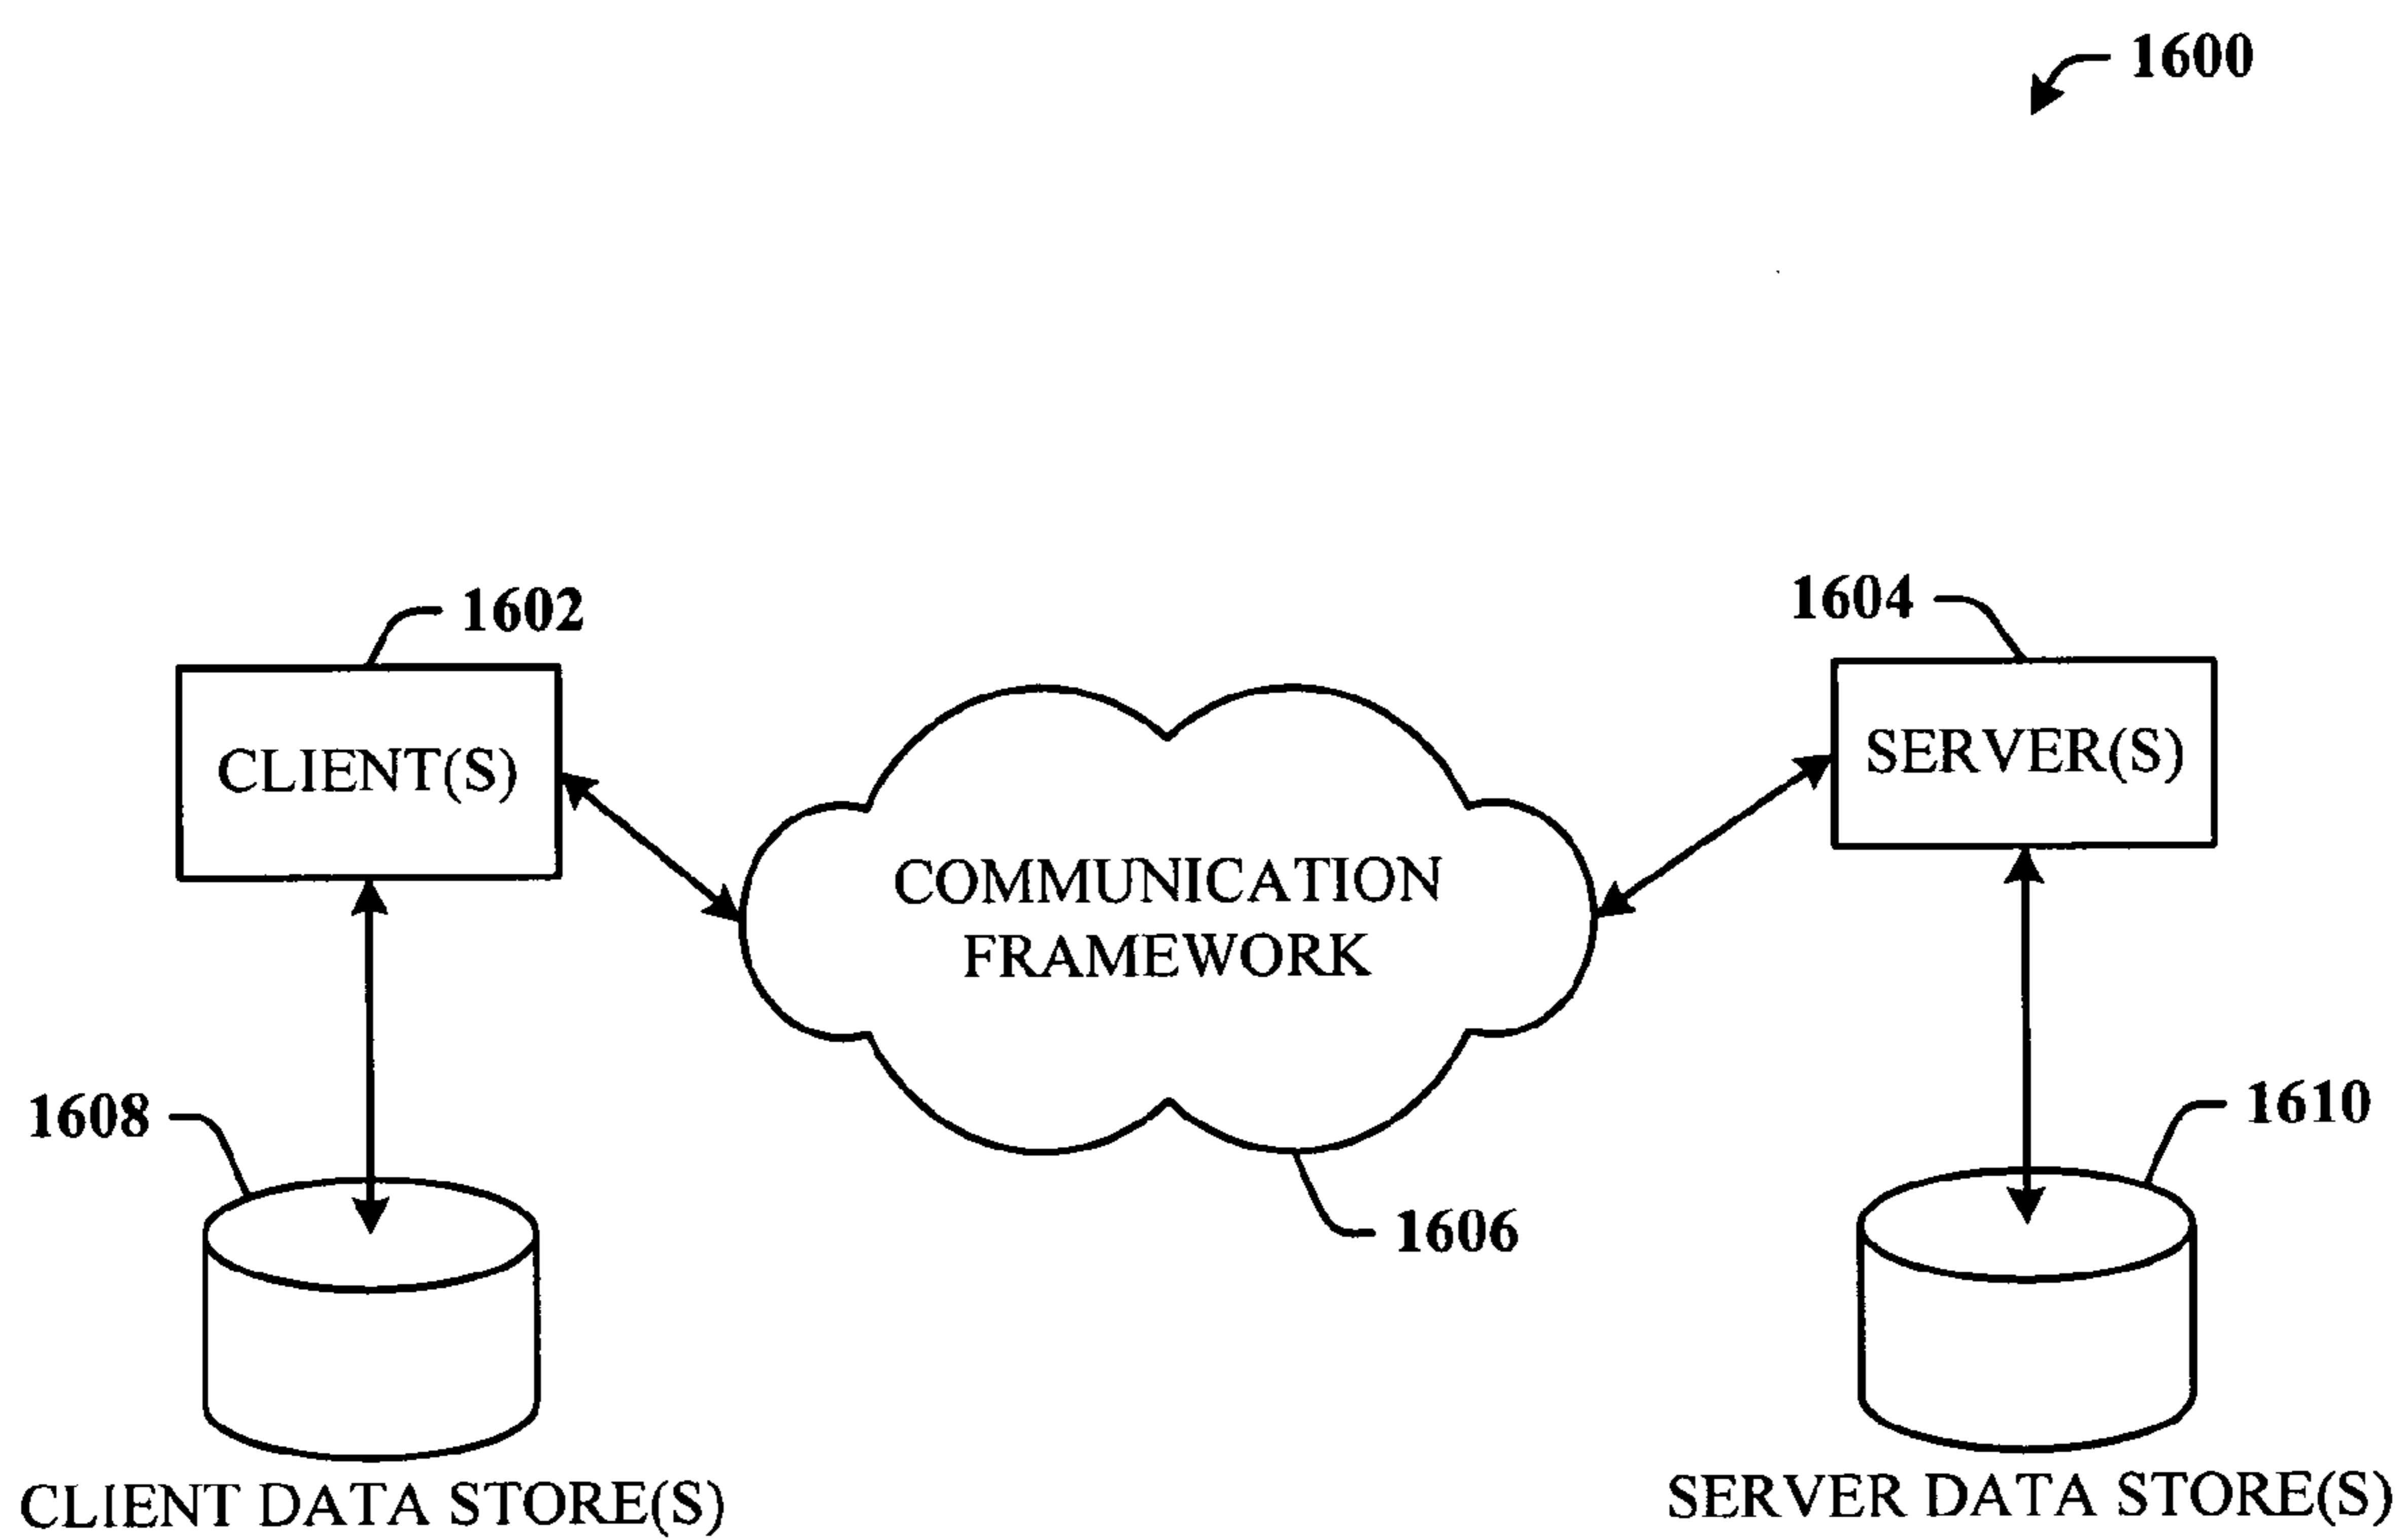 1600
1602
1604
CLIENT(S)
SERVER(S)
COMMUNICATION
FRAMEWORK
1608
1610
1606
CLIENT DATA STORE(S)
SERVER DATA STORE(S)